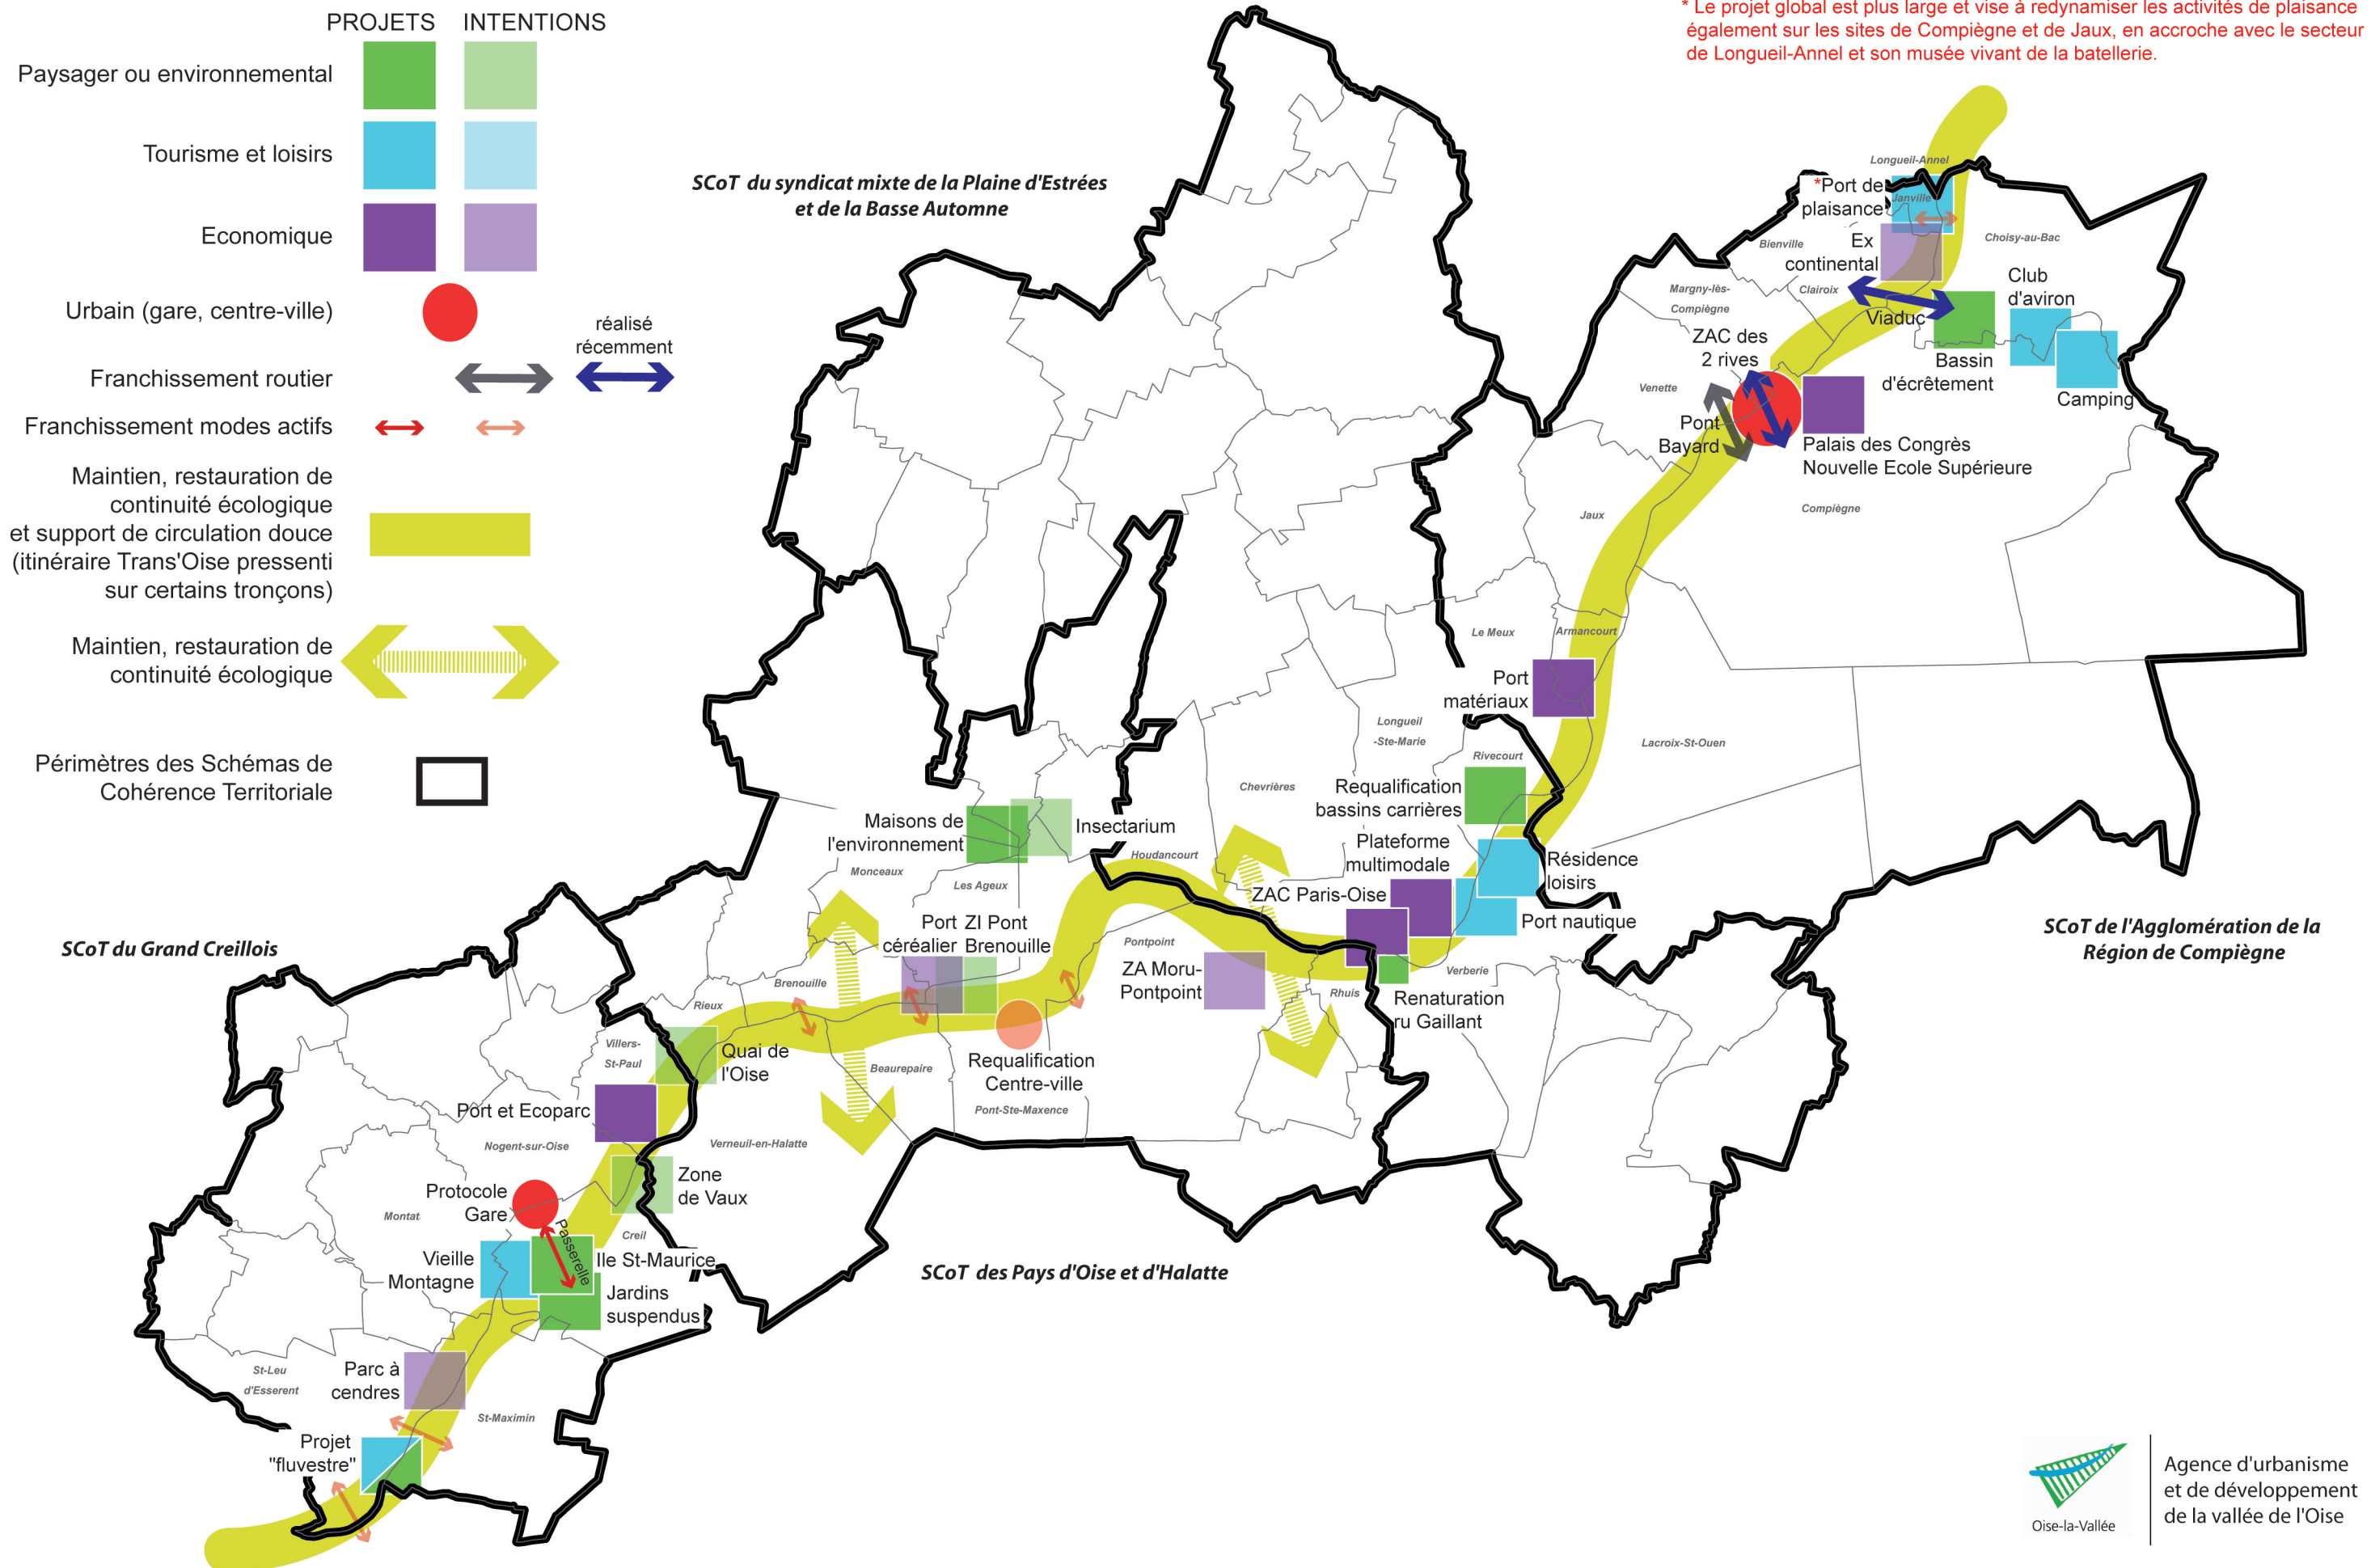 PROJETS INTENTIONS
Paysager ou environnemental
Tourisme et loisirs
Economique
Urbain (gare, centre-ville)
réalisé
récemment
Franchissement routier
Franchissement modes actifs
Maintien, restauration de
continuité écologique
et support de circulation douce
(itinéraire Trans'Oise pressenti
sur certains tronçons)
Maintien, restauration de
continuité écologique
Périmètres des Schémas de
Cohérence Territoriale
* Le projet global est plus large et vise à redynamiser les activités de plaisance
également sur les sites de Compiègne et de Jaux, en accroche avec le secteur
de Longueil-Annel et son musée vivant de la batellerie.
SCoT du syndicat mixte de la Plaine d'Estrées
et de la Basse Automne
Longueil-Annel
*Port de
plaisance
Janville
Bienville
Ex
continental
Choisy-au-Bac
Club
d'aviron
Margny-lès-
Compiègne
Clairoix
Viaduc
ZAC des
2 rives
Bassin
d'écrêtement
Camping
Venette
Pont
Bayard
Palais des Congrès
Nouvelle Ecole Supérieure
Compiègne
Jaux
Le Meux
Armancourt
Port
matériaux
Longueil
-Ste-Marie
Rivecourt
Lacroix-St-Ouen
Chevrières
Requalification
bassins carrières
Plateforme
multimodale
Résidence
loisirs
ZAC Paris-Oise
Port nautique
Maisons de
l'environnement
Insectarium
Houdancourt
Monceaux
Les Ageux
Port
céréalier
ZI Pont
Brenouille
Pontpoint
ZA Moru-
Pontpoint
Verberie
Rhuis
Renaturation
ru Gaillant
SCoT de l'Agglomération de la
Région de Compiègne
SCoT du Grand Creillois
Brenouille
Rieux
Villers-
St-Paul
Quai de
l'Oise
Beaurepaire
Requalification
Centre-ville
Pont-Ste-Maxence
Port et Ecoparc
Nogent-sur-Oise
Verneuil-en-Halatte
Zone
de Vaux
Protocole
Gare
Montat
Passerelle
Creil
Vieille
Montagne
Ile St-Maurice
Jardins
suspendus
SCoT des Pays d'Oise et d'Halatte
St-Leu
d'Esserent
Parc à
cendres
St-Maximin
Projet
"fluvestre"
Oise-la-Vallée
Agence d'urbanisme
et de développement
de la vallée de l'Oise